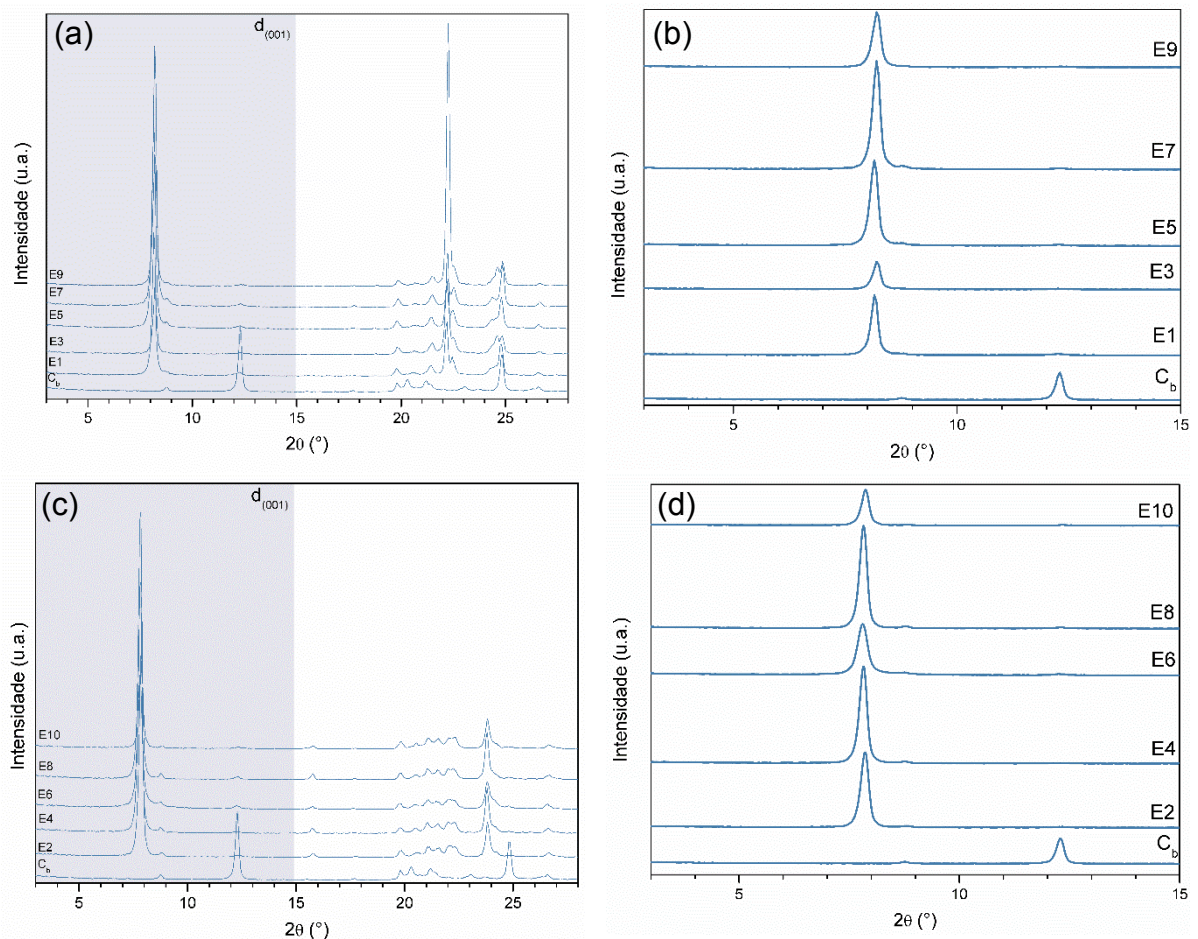 (a)
d(001)
Intensidade (u.a.)
E9
E7
E5
E3
E1
Cb
5 10 15 20 25
2θ (°)
(b)
Intensidade (u.a.)
E9
E7
E5
E3
E1
Cb
5 10 15
2θ (°)
(c)
d(001)
Intensidade (u.a.)
E10
E8
E6
E4
E2
Cb
5 10 15 20 25
2θ (°)
(d)
Intensidade (u.a.)
E10
E8
E6
E4
E2
Cb
5 10 15
2θ (°)